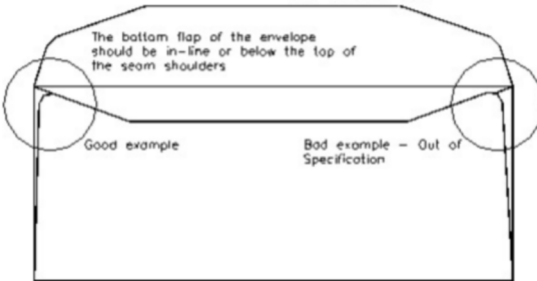 The bottom flap of the envelope
should be in-line or below the top of
the seam shoulders
Good example
Bad example - Out of
Specification